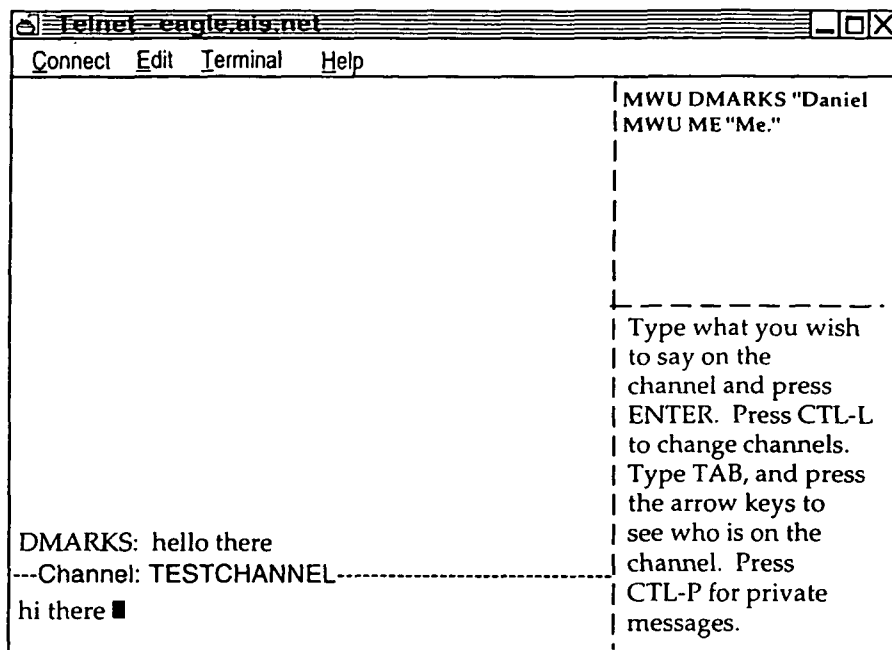 Telnet - eagle.ais.net
Connect Edit Terminal Help
MWU DMARKS "Daniel
MWU ME "Me."
Type what you wish
to say on the
channel and press
ENTER. Press CTL-L
to change channels.
Type TAB, and press
the arrow keys to
see who is on the
channel. Press
CTL-P for private
messages.
DMARKS: hello there
---Channel: TESTCHANNEL---
hi there